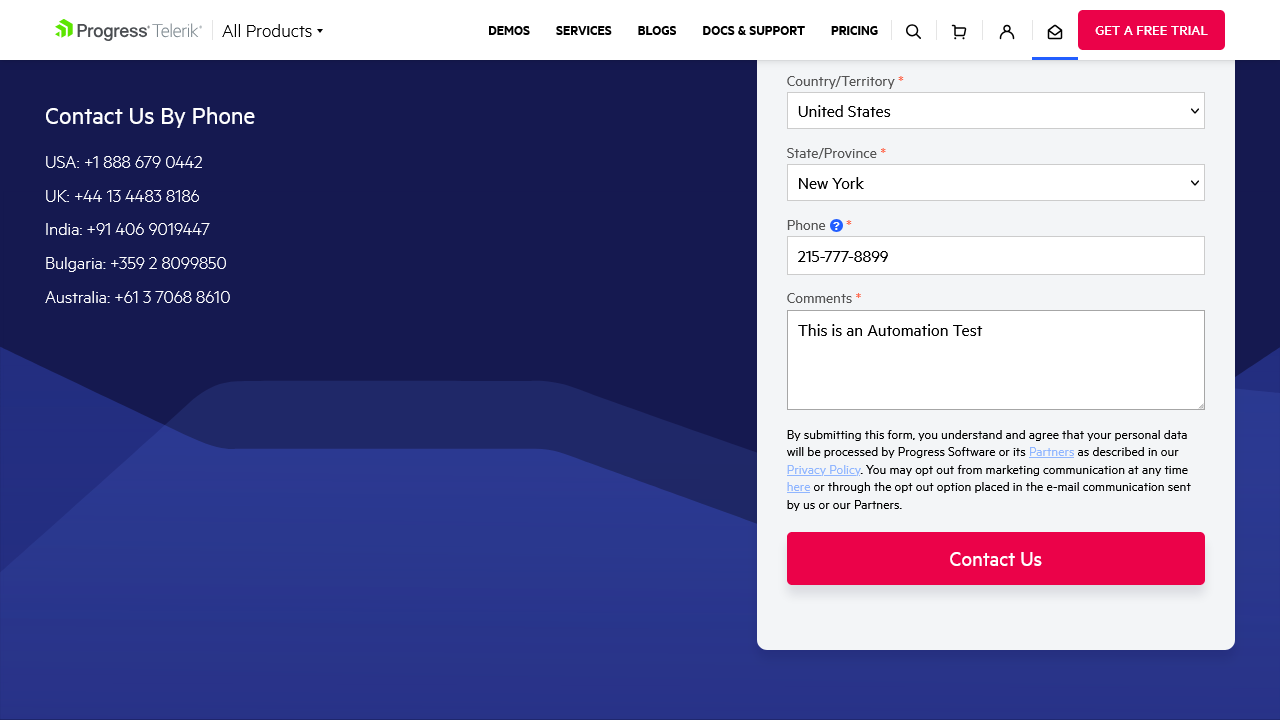 Progress Telerik
All Products
DEMOS
SERVICES
BLOGS
DOCS & SUPPORT
PRICING
GET A FREE TRIAL
Contact Us By Phone
USA: +1 888 679 0442
UK: +44 13 4483 8186
India: +91 406 9019447
Bulgaria: +359 2 8099850
Australia: +61 3 7068 8610
Country/Territory *
United States
State/Province *
New York
Phone ? *
215-777-8899
Comments *
This is an Automation Test
By submitting this form, you understand and agree that your personal data
will be processed by Progress Software or its Partners as described in our
Privacy Policy. You may opt out from marketing communication at any time
here or through the opt out option placed in the e-mail communication sent
by us or our Partners.
Contact Us